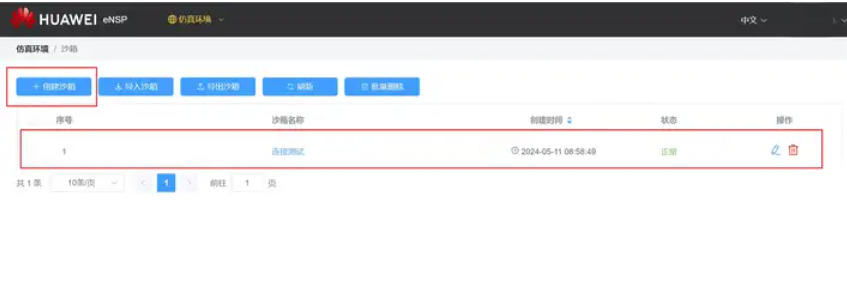 HUAWEI eNSP 仿真环境 中文
仿真环境 / 沙箱
+ 创建沙箱 导入沙箱 导出沙箱 刷新 批量删除
序号 沙箱名称 创建时间 状态 操作
1 连接测试 2024-05-11 08:58:49 正常
共 1 条 10条/页 < 1 > 前往 1 页